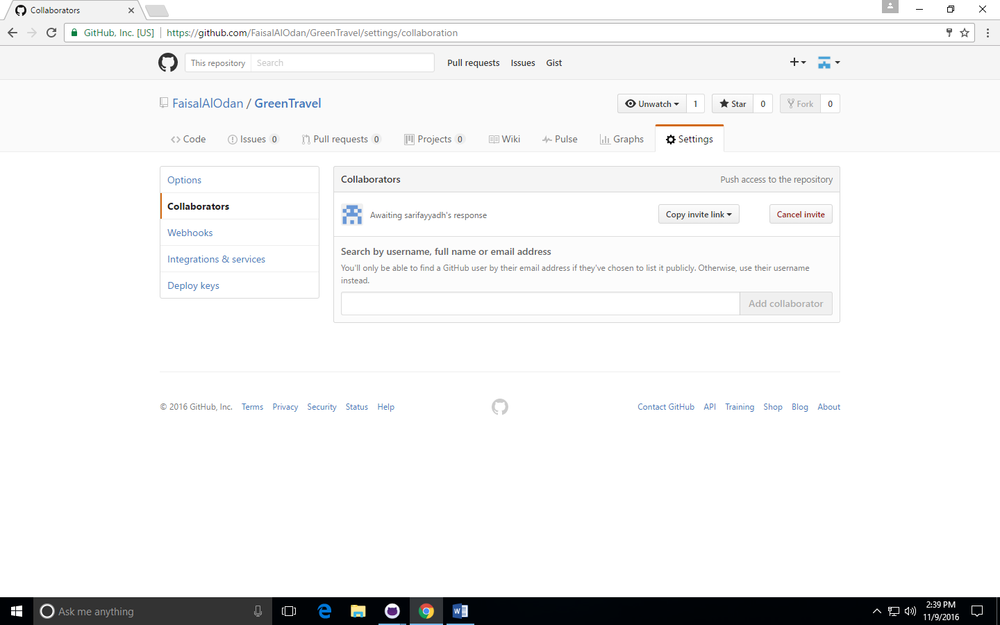 Collaborators
GitHub, Inc. [US] https://github.com/FaisalAlOdan/GreenTravel/settings/collaboration
This repository Search Pull requests Issues Gist
FaisalAlOdan / GreenTravel Unwatch 1 Star 0 Fork 0
Code Issues 0 Pull requests 0 Projects 0 Wiki Pulse Graphs Settings
Options
Collaborators
Webhooks
Integrations & services
Deploy keys
Collaborators Push access to the repository
Awaiting sarifayyadh's response Copy invite link Cancel invite
Search by username, full name or email address
You'll only be able to find a GitHub user by their email address if they've chosen to list it publicly. Otherwise, use their username
instead.
Add collaborator
© 2016 GitHub, Inc. Terms Privacy Security Status Help Contact GitHub API Training Shop Blog About
Ask me anything
2:39 PM
11/9/2016